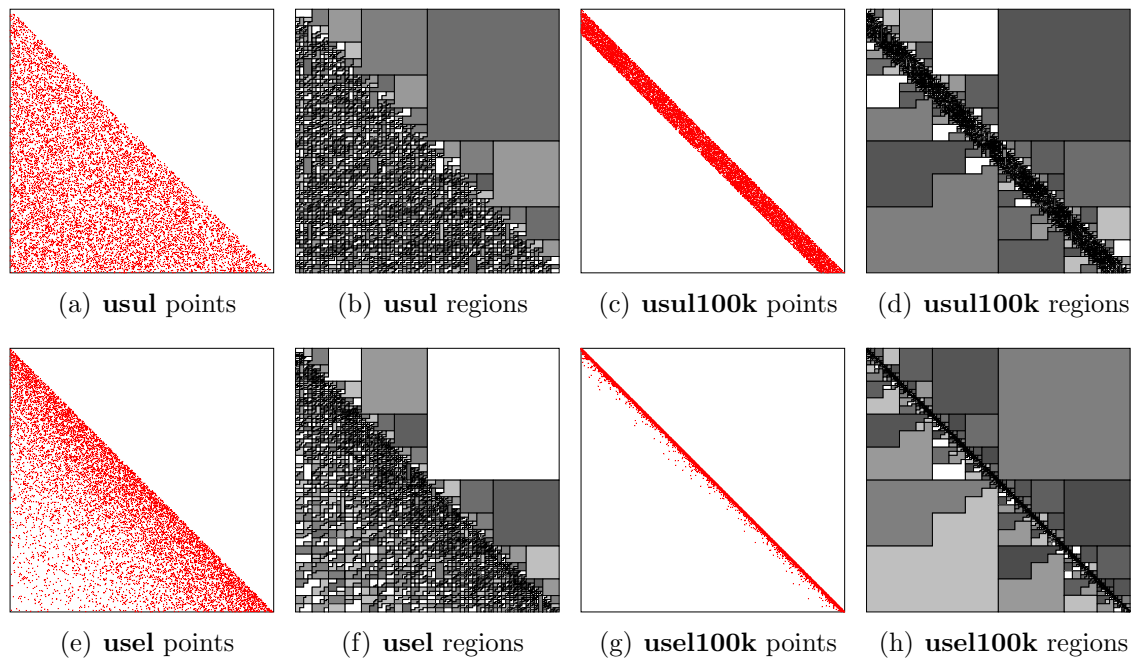 (a) usul points
(b) usul regions
(c) usul100k points
(d) usul100k regions
(e) usel points
(f) usel regions
(g) usel100k points
(h) usel100k regions